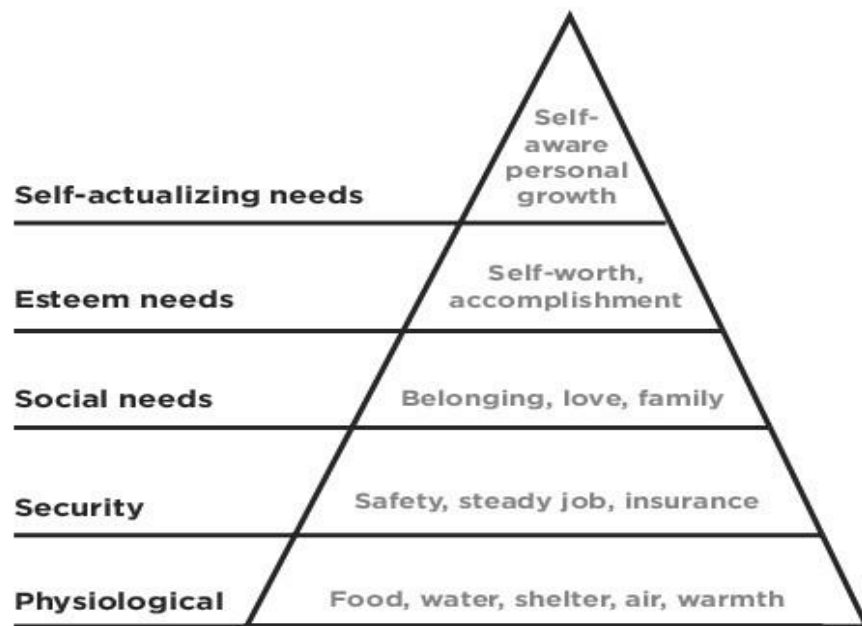 Self-
aware
personal
growth
Self-actualizing needs
Self-worth,
accomplishment
Esteem needs
Social needs
Belonging, love, family
Security
Safety, steady job, insurance
Physiological
Food, water, shelter, air, warmth